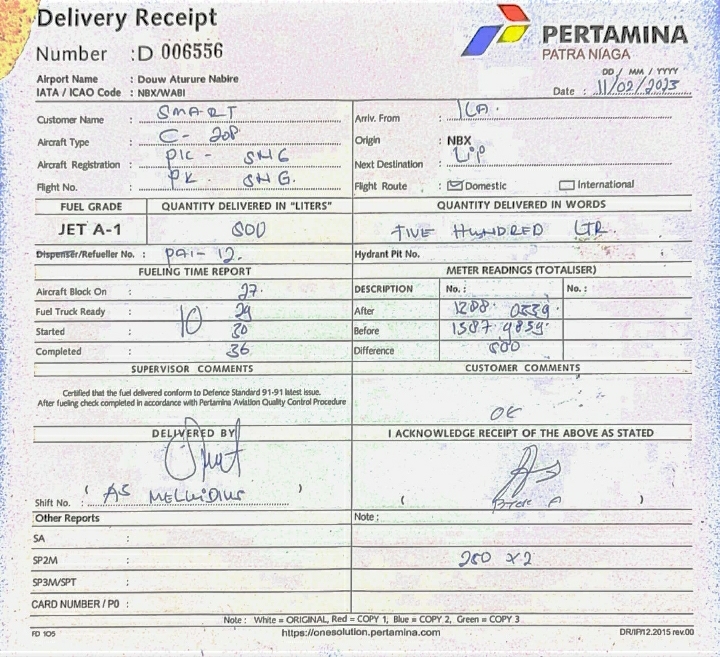 Delivery Receipt
Number : D 006556
PERTAMINA
PATRA NIAGA
Airport Name : Douw Aturure Nabire
IATA / ICAO Code : NBX/WABI
DD / MM / YYYY
Date : 11/02/2023
Customer Name : SMART
Arriv. From : ILA.
Aircraft Type : C - 208
Origin : NBX
Aircraft Registration : PK - SNG
Next Destination :
Flight No. : PK. SNG.
Flight Route : Domestic International
FUEL GRADE QUANTITY DELIVERED IN "LITERS" QUANTITY DELIVERED IN WORDS
JET A-1 500 FIVE HUNDRED LTR.
Dispenser/Refueller No. : PAI - 12.
Hydrant Pit No.
FUELING TIME REPORT METER READINGS (TOTALISER)
Aircraft Block On : 27.
DESCRIPTION No. : No. :
Fuel Truck Ready : 10 29
After : 0339.
Started : 30
Before : 9839.
Completed : 36
Difference : 500
SUPERVISOR COMMENTS CUSTOMER COMMENTS
Certified that the fuel delivered conform to Defence Standard 91-91 latest issue.
After fueling check completed in accordance with Pertamina Aviation Quality Control Procedure
OK
DELIVERED BY I ACKNOWLEDGE RECEIPT OF THE ABOVE AS STATED
( AS )
Shift No. :
( )
Other Reports Note :
SA :
SP2M : 250 x 2
SP3M/SPT :
CARD NUMBER / PO :
Note : White = ORIGINAL, Red = COPY 1, Blue = COPY 2, Green = COPY 3
FD 105 https://onesolution.pertamina.com DR/IP/12.2015 rev.00